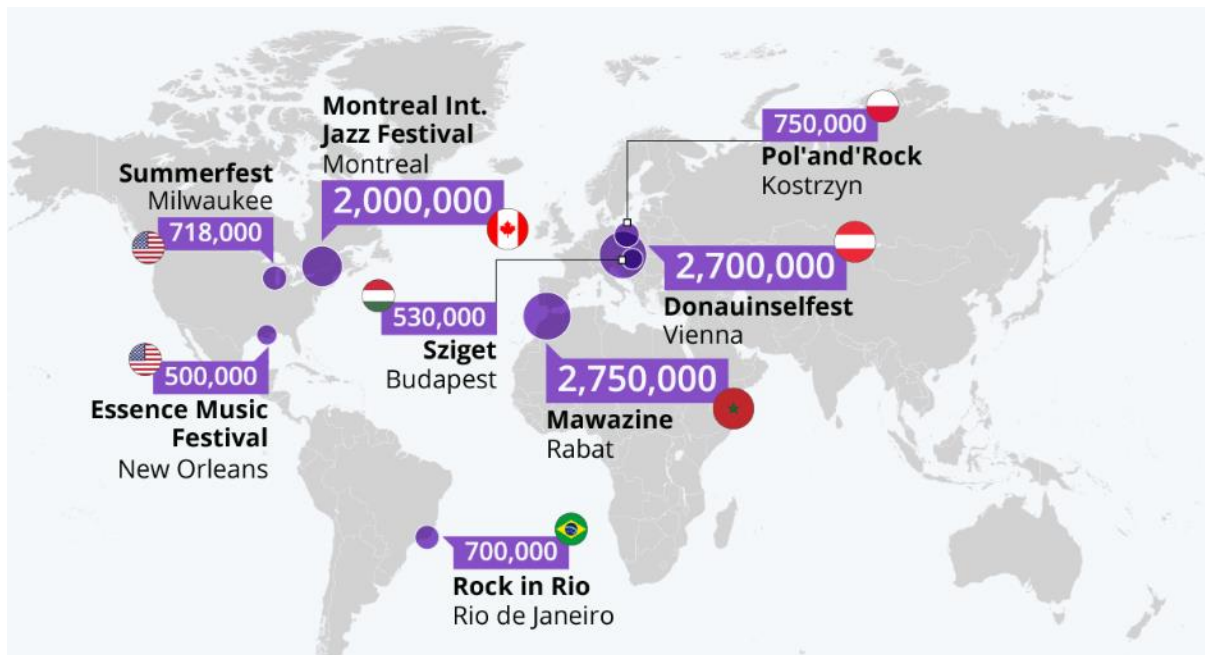 Montreal Int.
Jazz Festival
Montreal
2,000,000
Summerfest
Milwaukee
718,000
750,000
Pol'and'Rock
Kostrzyn
2,700,000
Donauinselfest
Vienna
530,000
Sziget
Budapest
500,000
Essence Music
Festival
New Orleans
2,750,000
Mawazine
Rabat
700,000
Rock in Rio
Rio de Janeiro